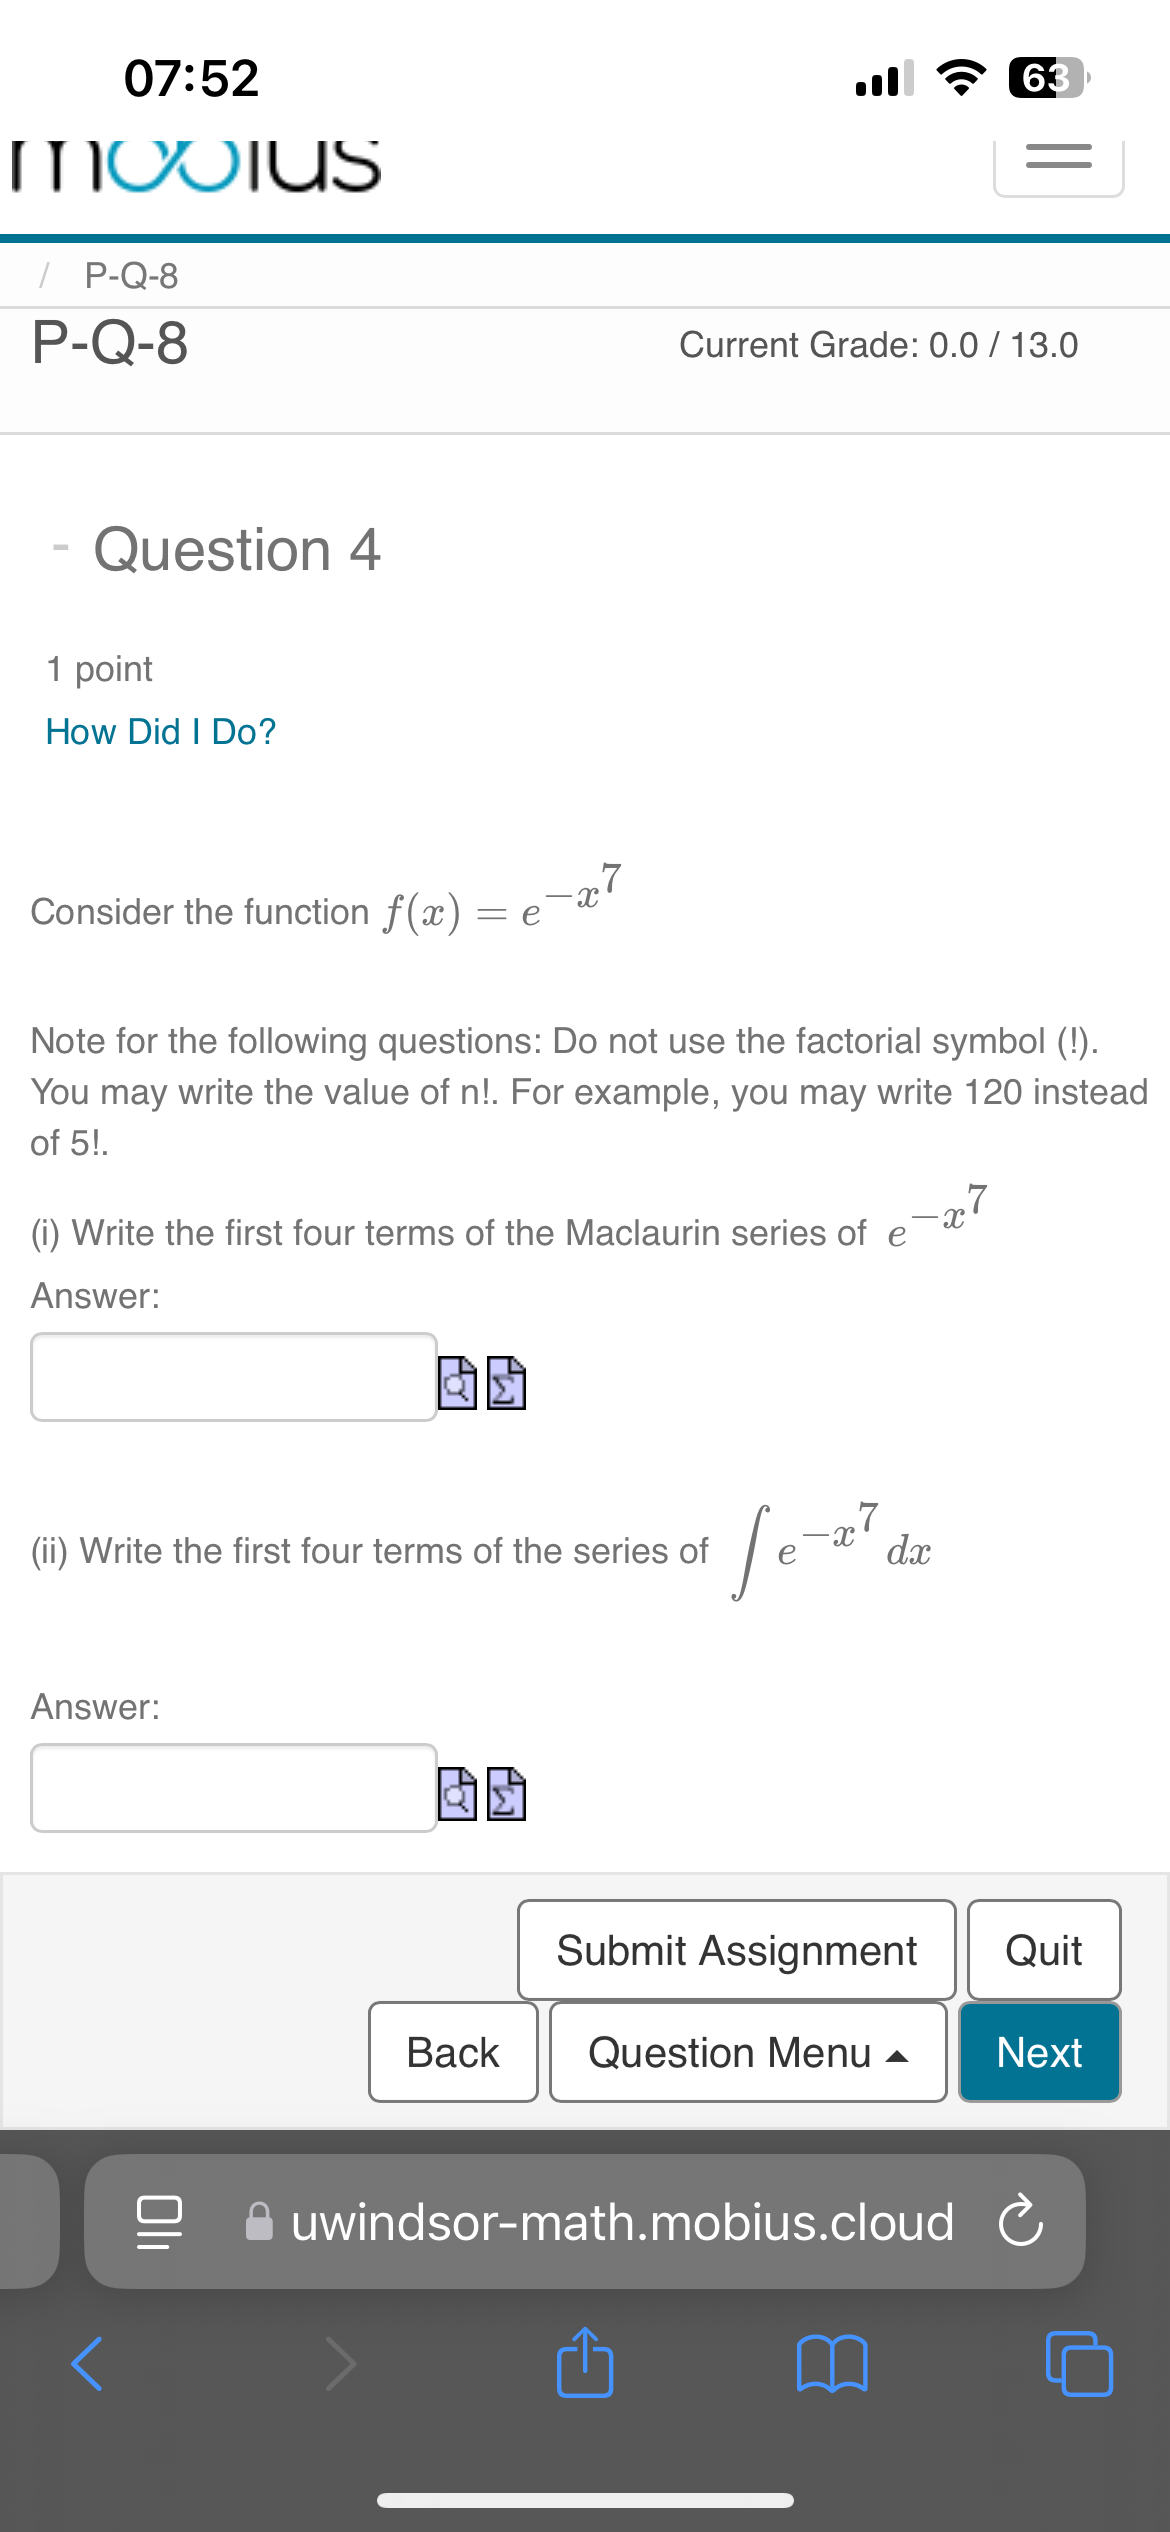 07:52
63
mobius
/ P-Q-8
P-Q-8
Current Grade: 0.0 / 13.0
- Question 4
1 point
How Did I Do?
Consider the function f(x) = e^{-x^7}
Note for the following questions: Do not use the factorial symbol (!).
You may write the value of n!. For example, you may write 120 instead
of 5!.
(i) Write the first four terms of the Maclaurin series of e^{-x^7}
Answer:
(ii) Write the first four terms of the series of ∫ e^{-x^7} dx
Answer:
Submit Assignment
Quit
Back
Question Menu ▲
Next
uwindsor-math.mobius.cloud